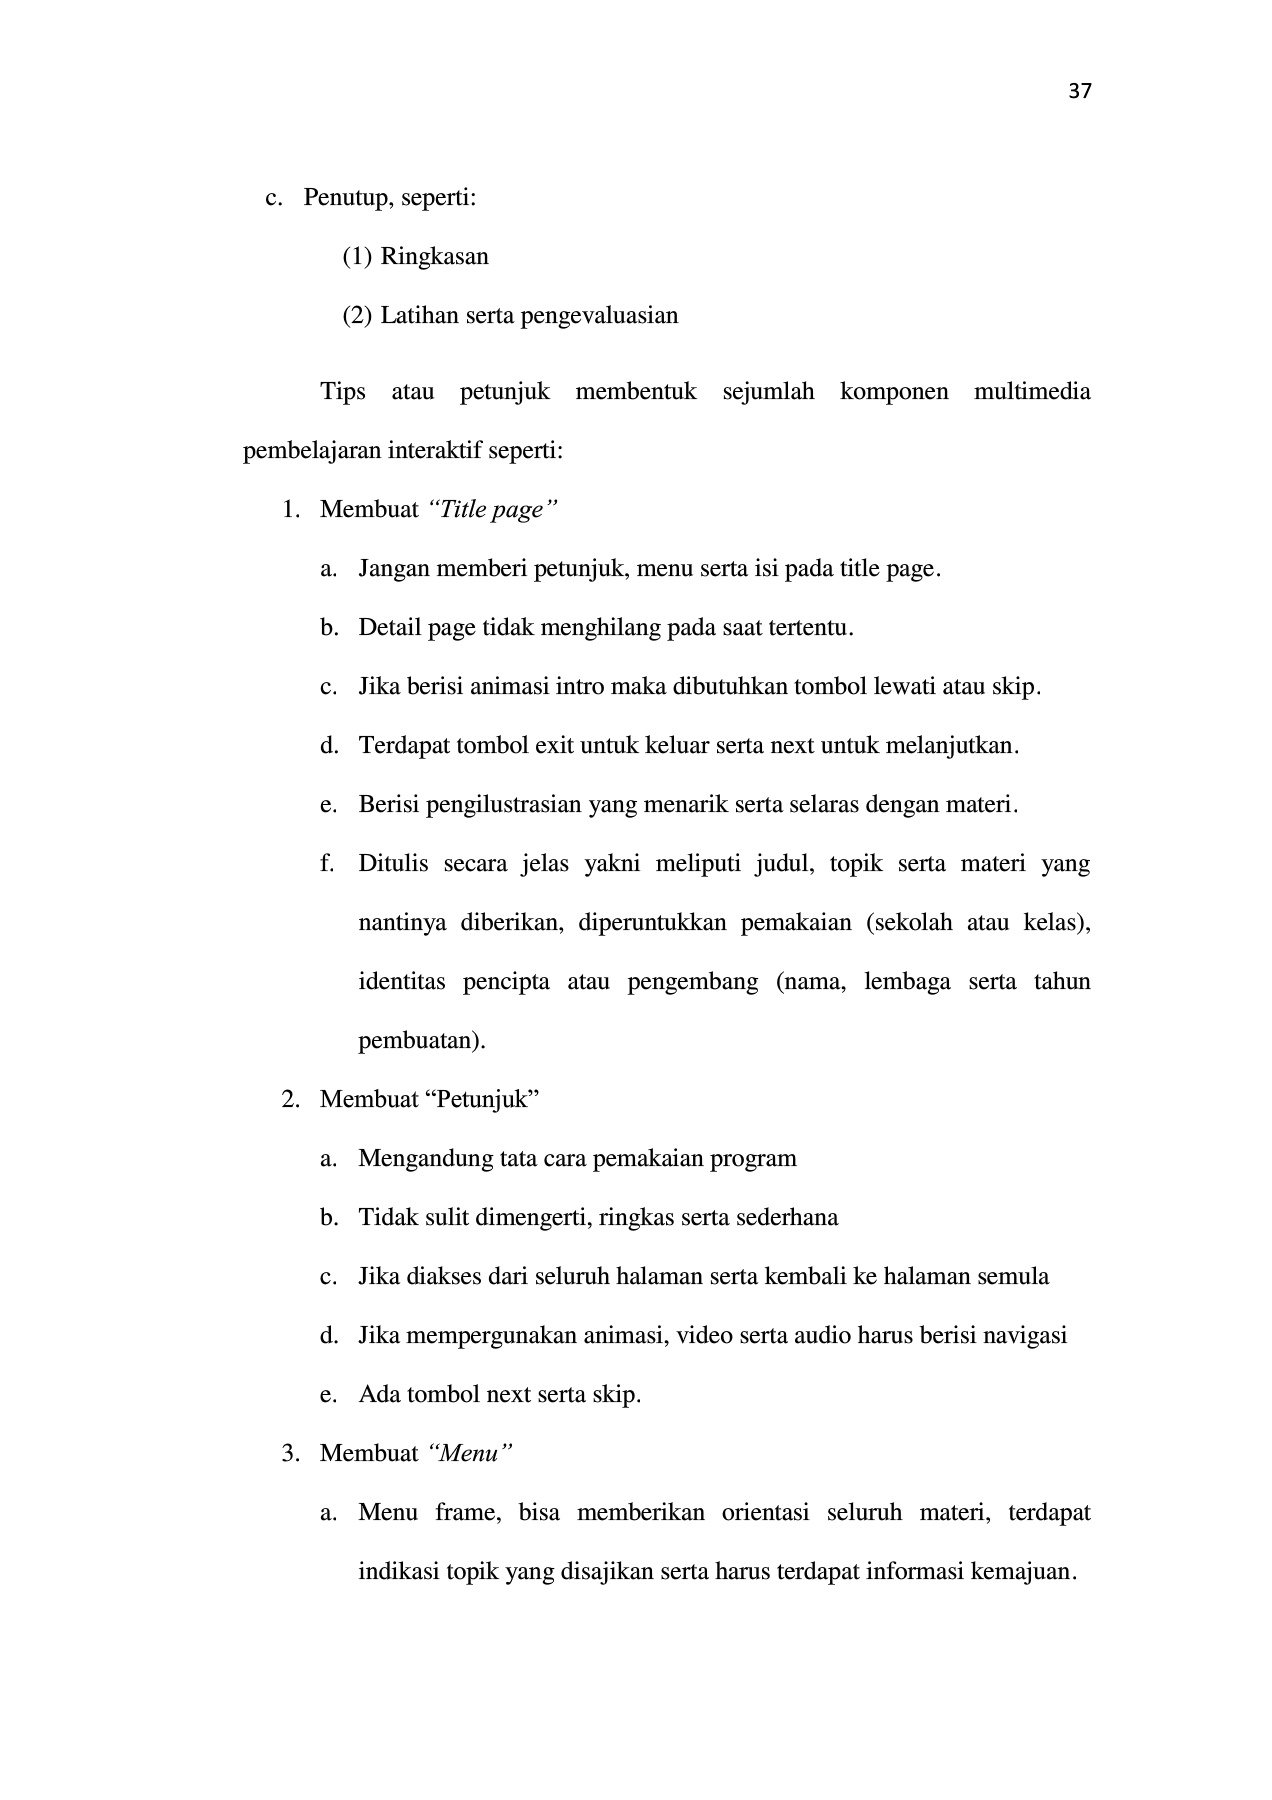 37
c. Penutup, seperti:
(1) Ringkasan
(2) Latihan serta pengevaluasian
Tips atau petunjuk membentuk sejumlah komponen multimedia
pembelajaran interaktif seperti:
1. Membuat “Title page”
a. Jangan memberi petunjuk, menu serta isi pada title page.
b. Detail page tidak menghilang pada saat tertentu.
c. Jika berisi animasi intro maka dibutuhkan tombol lewati atau skip.
d. Terdapat tombol exit untuk keluar serta next untuk melanjutkan.
e. Berisi pengilustrasian yang menarik serta selaras dengan materi.
f. Ditulis secara jelas yakni meliputi judul, topik serta materi yang
nantinya diberikan, diperuntukkan pemakaian (sekolah atau kelas),
identitas pencipta atau pengembang (nama, lembaga serta tahun
pembuatan).
2. Membuat “Petunjuk”
a. Mengandung tata cara pemakaian program
b. Tidak sulit dimengerti, ringkas serta sederhana
c. Jika diakses dari seluruh halaman serta kembali ke halaman semula
d. Jika mempergunakan animasi, video serta audio harus berisi navigasi
e. Ada tombol next serta skip.
3. Membuat “Menu”
a. Menu frame, bisa memberikan orientasi seluruh materi, terdapat
indikasi topik yang disajikan serta harus terdapat informasi kemajuan.